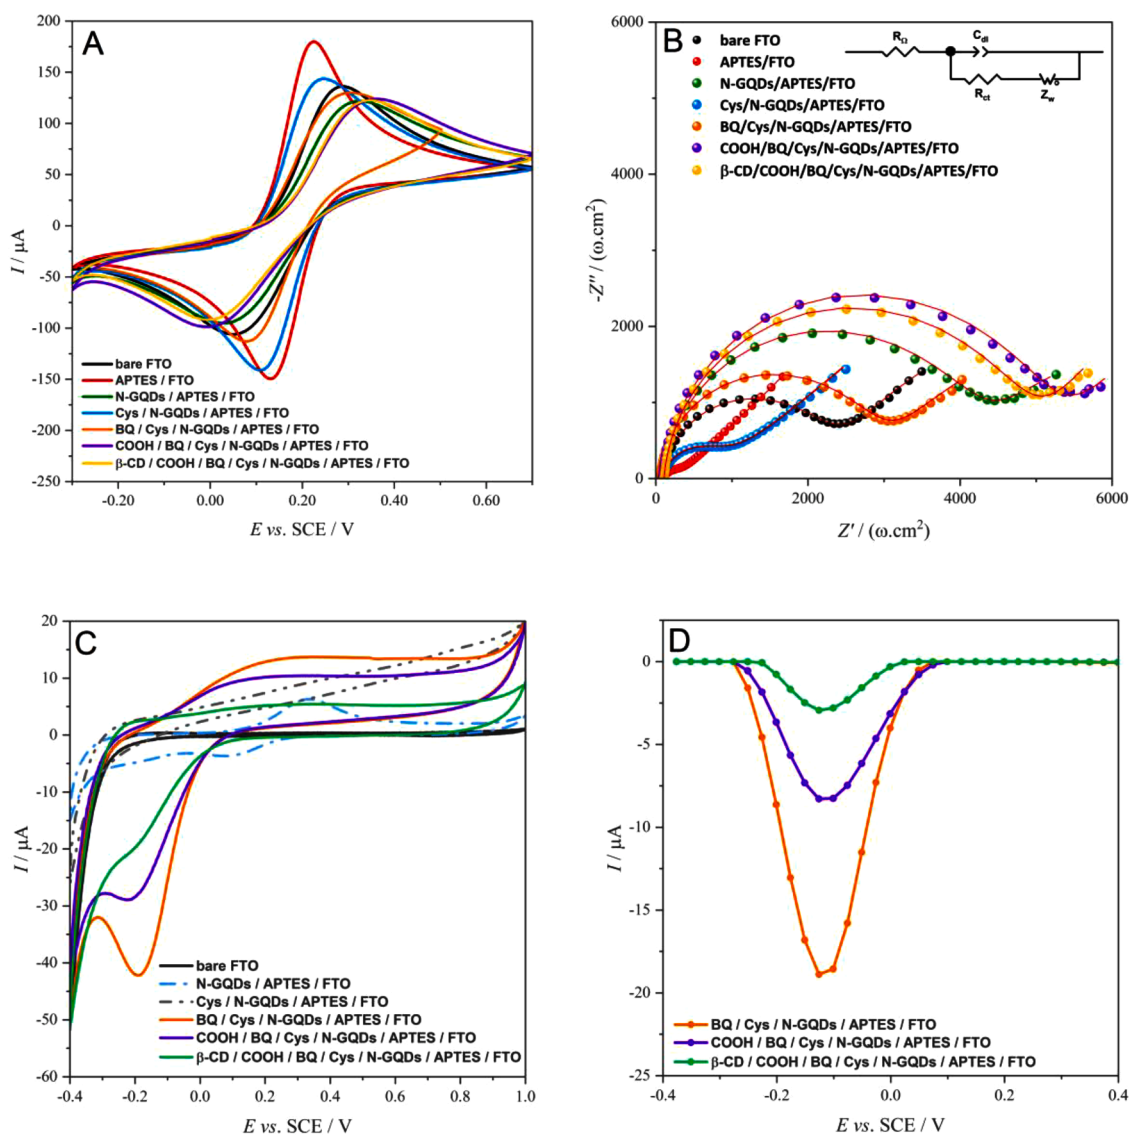 A
200
150
100
50
0
-50
-100
-150
-200
-250
I / µA
bare FTO
APTES / FTO
N-GQDs / APTES / FTO
Cys / N-GQDs / APTES / FTO
BQ / Cys / N-GQDs / APTES / FTO
COOH / BQ / Cys / N-GQDs / APTES / FTO
β-CD / COOH / BQ / Cys / N-GQDs / APTES / FTO
-0.20 0.00 0.20 0.40 0.60
E vs. SCE / V
B
6000
4000
2000
0
-Z'' / (ω.cm²)
bare FTO
APTES/FTO
N-GQDs/APTES/FTO
Cys/N-GQDs/APTES/FTO
BQ/Cys/N-GQDs/APTES/FTO
COOH/BQ/Cys/N-GQDs/APTES/FTO
β-CD/COOH/BQ/Cys/N-GQDs/APTES/FTO
RΩ Cdl
Rct Zw
0 2000 4000 6000
Z' / (ω.cm²)
C
20
10
0
-10
-20
-30
-40
-50
-60
I / µA
bare FTO
N-GQDs / APTES / FTO
Cys / N-GQDs / APTES / FTO
BQ / Cys / N-GQDs / APTES / FTO
COOH / BQ / Cys / N-GQDs / APTES / FTO
β-CD / COOH / BQ / Cys / N-GQDs / APTES / FTO
-0.4 -0.2 0.0 0.2 0.4 0.6 0.8 1.0
E vs. SCE / V
D
0
-5
-10
-15
-20
-25
I / µA
BQ / Cys / N-GQDs / APTES / FTO
COOH / BQ / Cys / N-GQDs / APTES / FTO
β-CD / COOH / BQ / Cys / N-GQDs / APTES / FTO
-0.4 -0.2 0.0 0.2 0.4
E vs. SCE / V